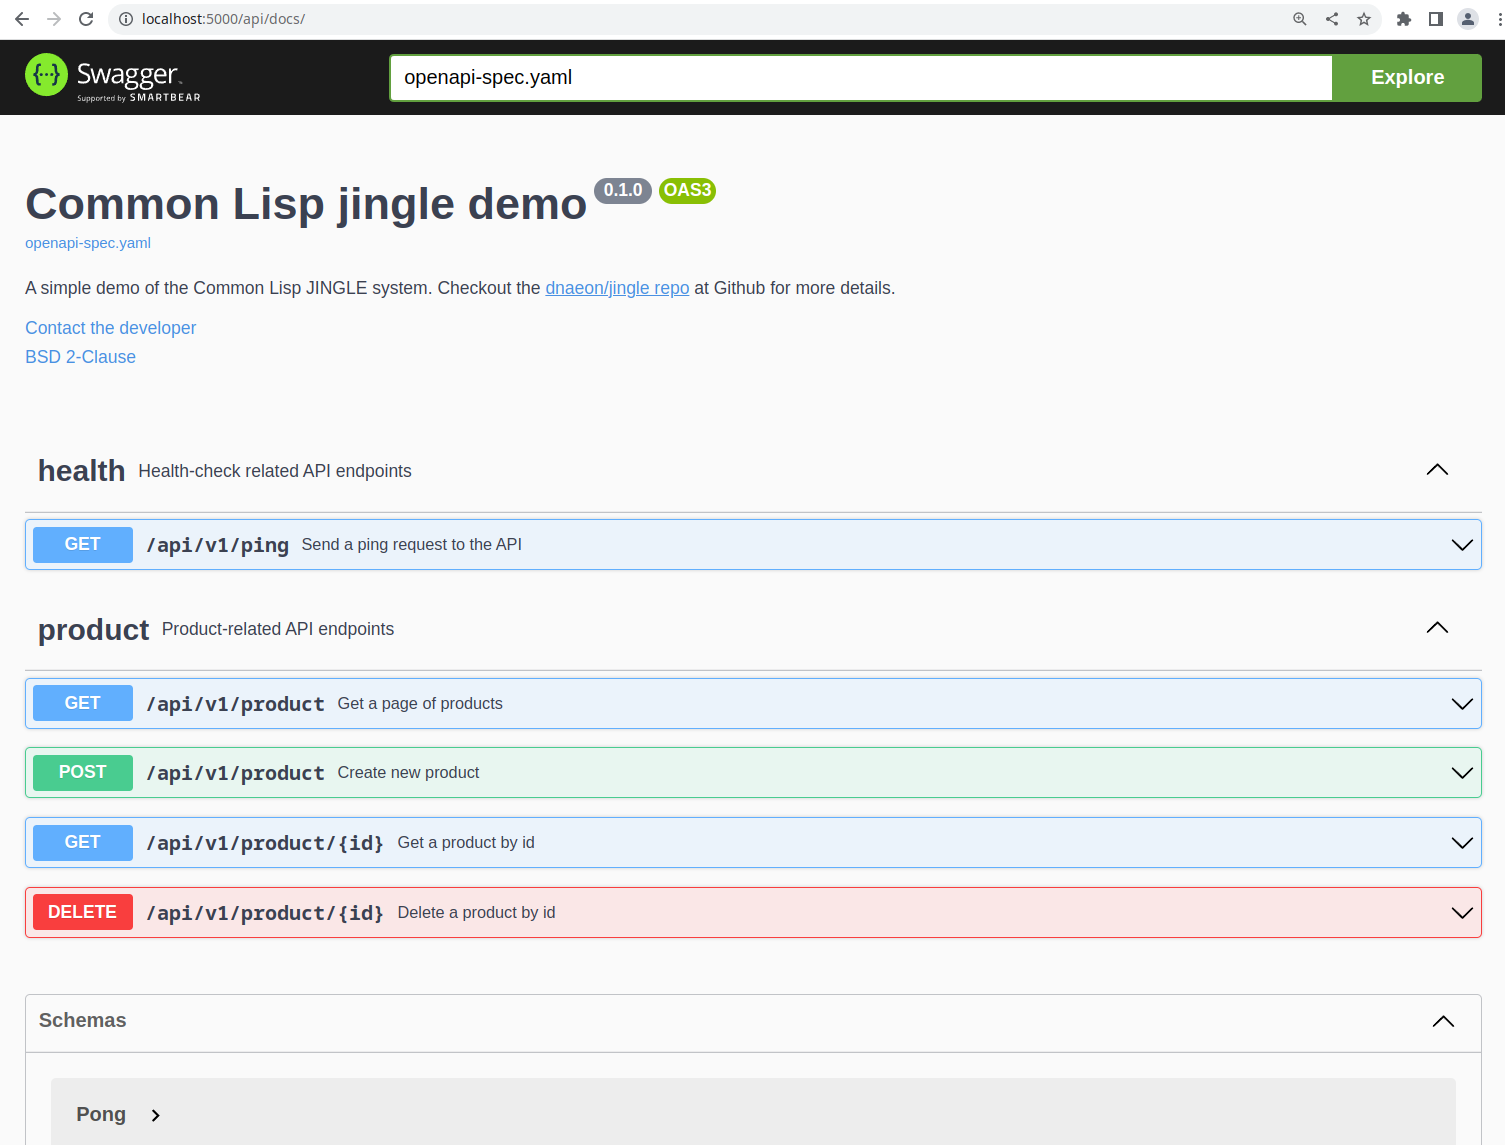 localhost:5000/api/docs/
Swagger
Supported by SMARTBEAR
openapi-spec.yaml
Explore
Common Lisp jingle demo 0.1.0 OAS3
openapi-spec.yaml
A simple demo of the Common Lisp JINGLE system. Checkout the dnaeon/jingle repo at Github for more details.
Contact the developer
BSD 2-Clause
health Health-check related API endpoints
GET /api/v1/ping Send a ping request to the API
product Product-related API endpoints
GET /api/v1/product Get a page of products
POST /api/v1/product Create new product
GET /api/v1/product/{id} Get a product by id
DELETE /api/v1/product/{id} Delete a product by id
Schemas
Pong